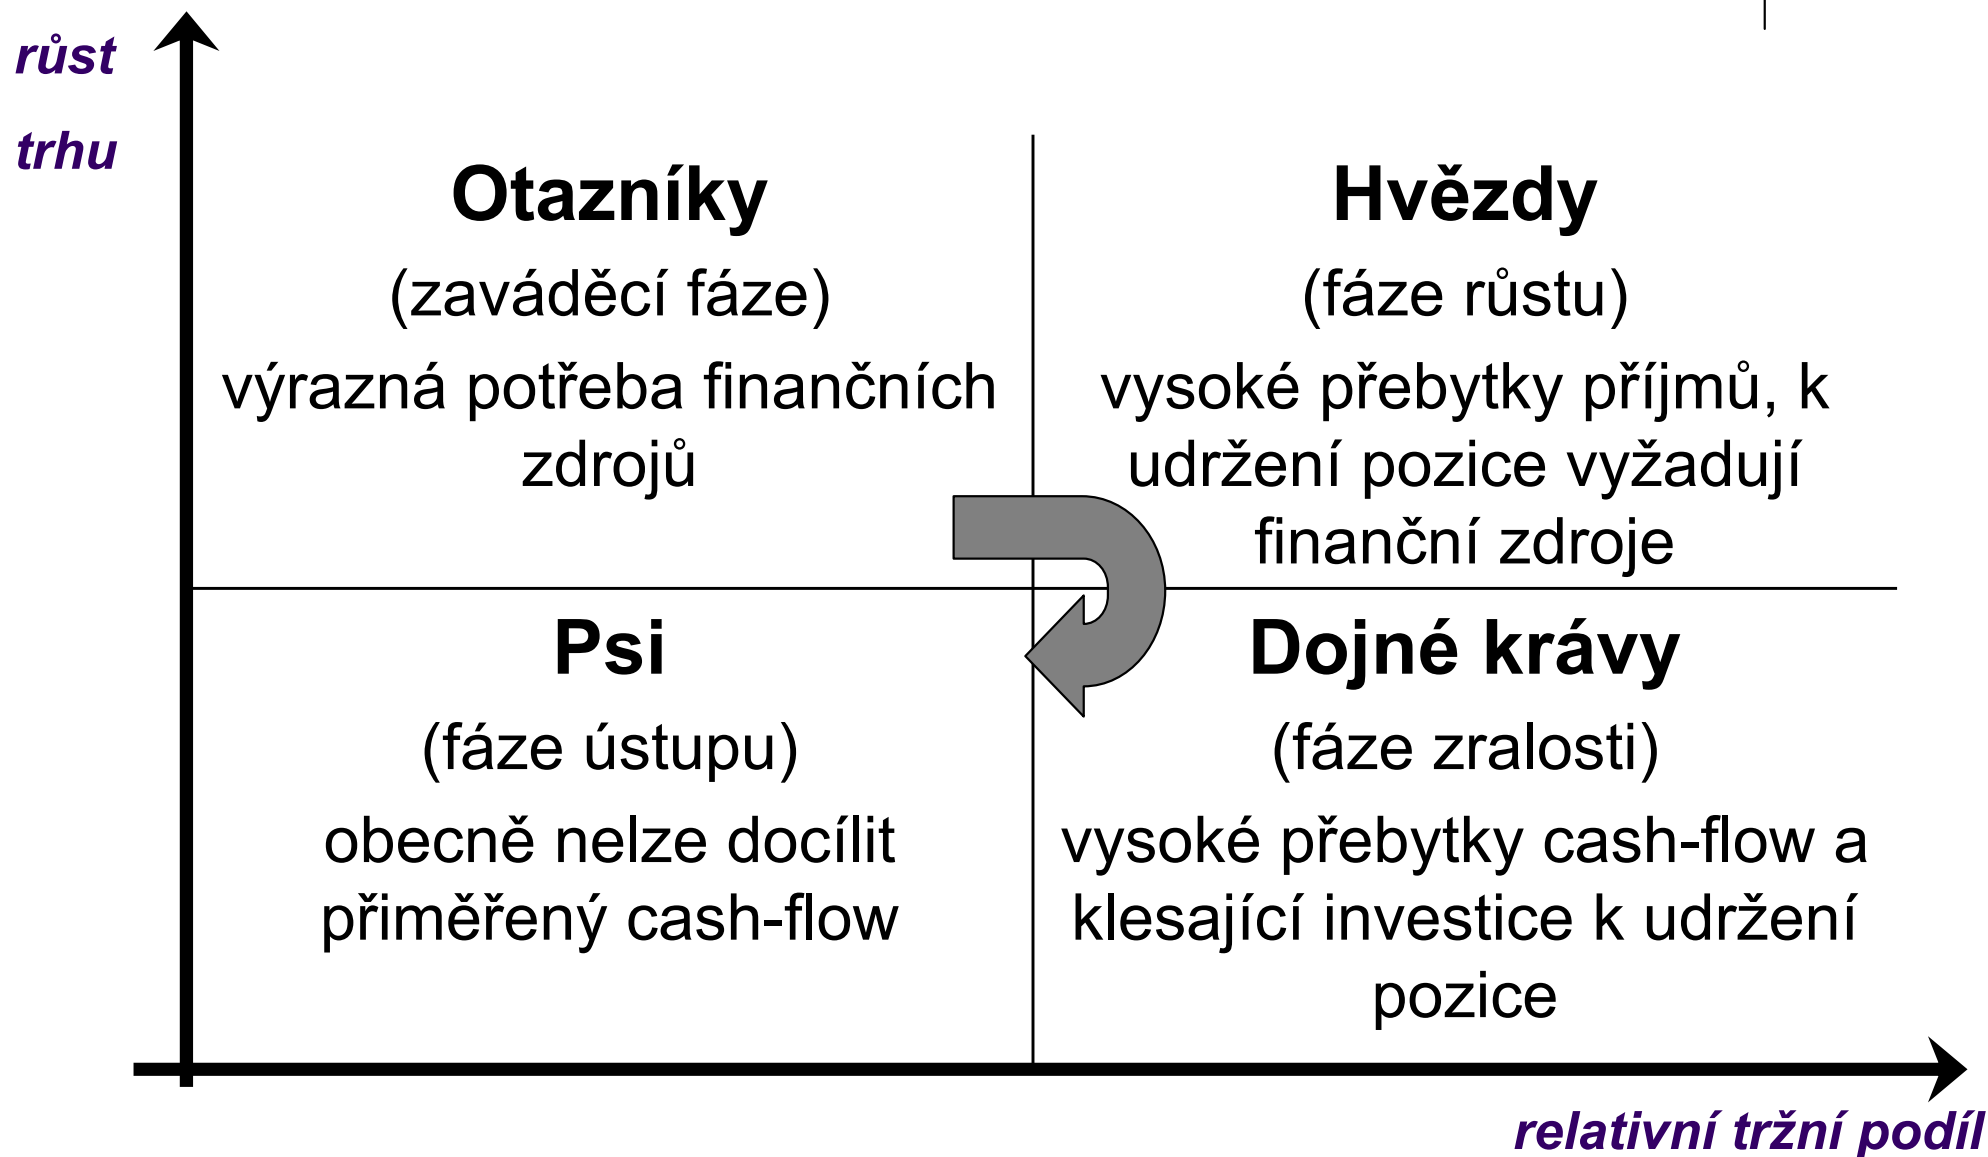 růst
trhu
Otazníky
(zaváděcí fáze)
výrazná potřeba finančních
zdrojů
Hvězdy
(fáze růstu)
vysoké přebytky příjmů, k
udržení pozice vyžadují
finanční zdroje
Psi
(fáze ústupu)
obecně nelze docílit
přiměřený cash-flow
Dojné krávy
(fáze zralosti)
vysoké přebytky cash-flow a
klesající investice k udržení
pozice
relativní tržní podíl